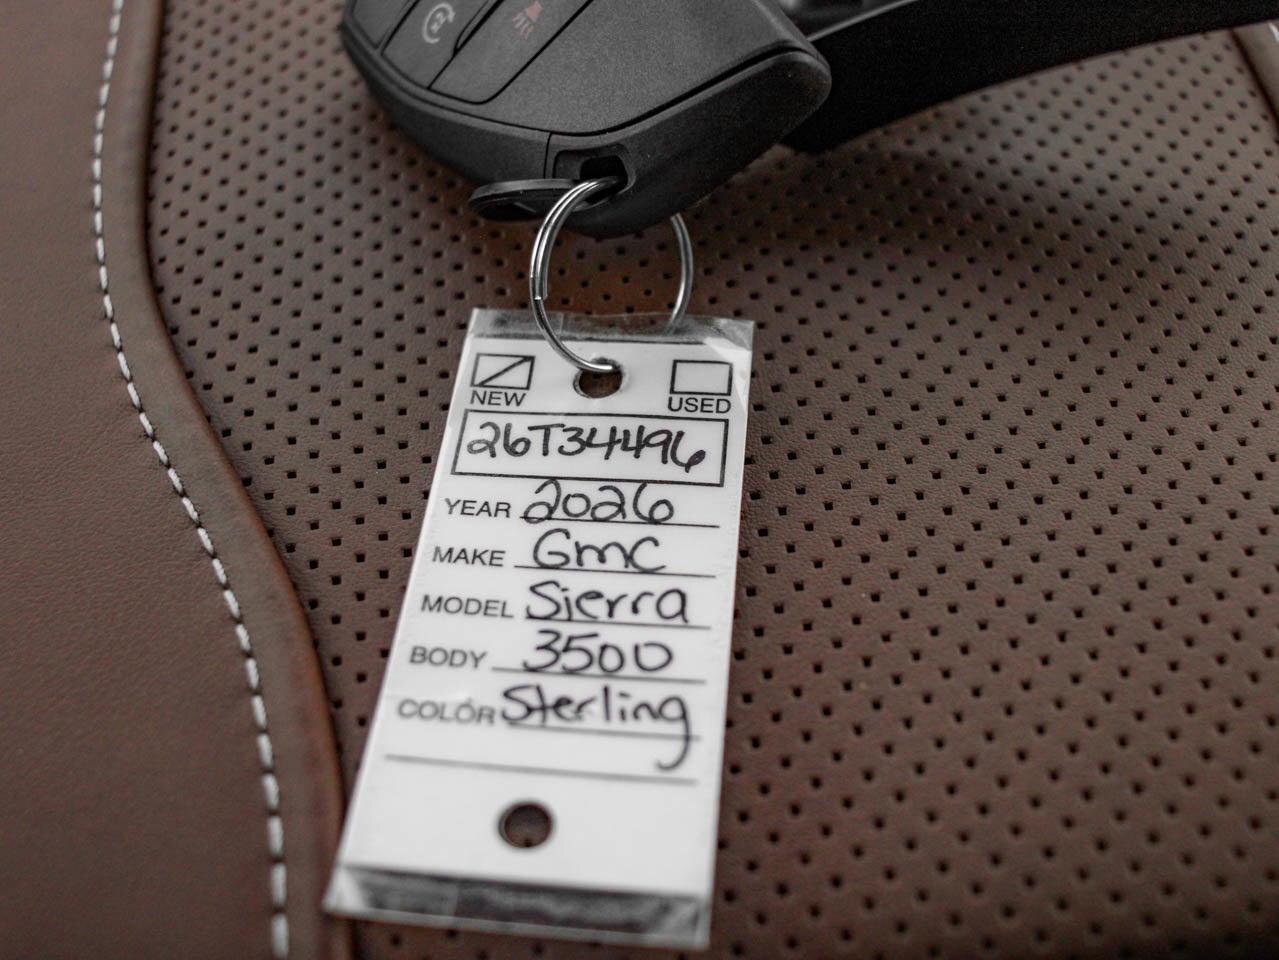 NEW USED
26T34496
YEAR 2026
MAKE GMC
MODEL Sierra
BODY 3500
COLOR Sterling